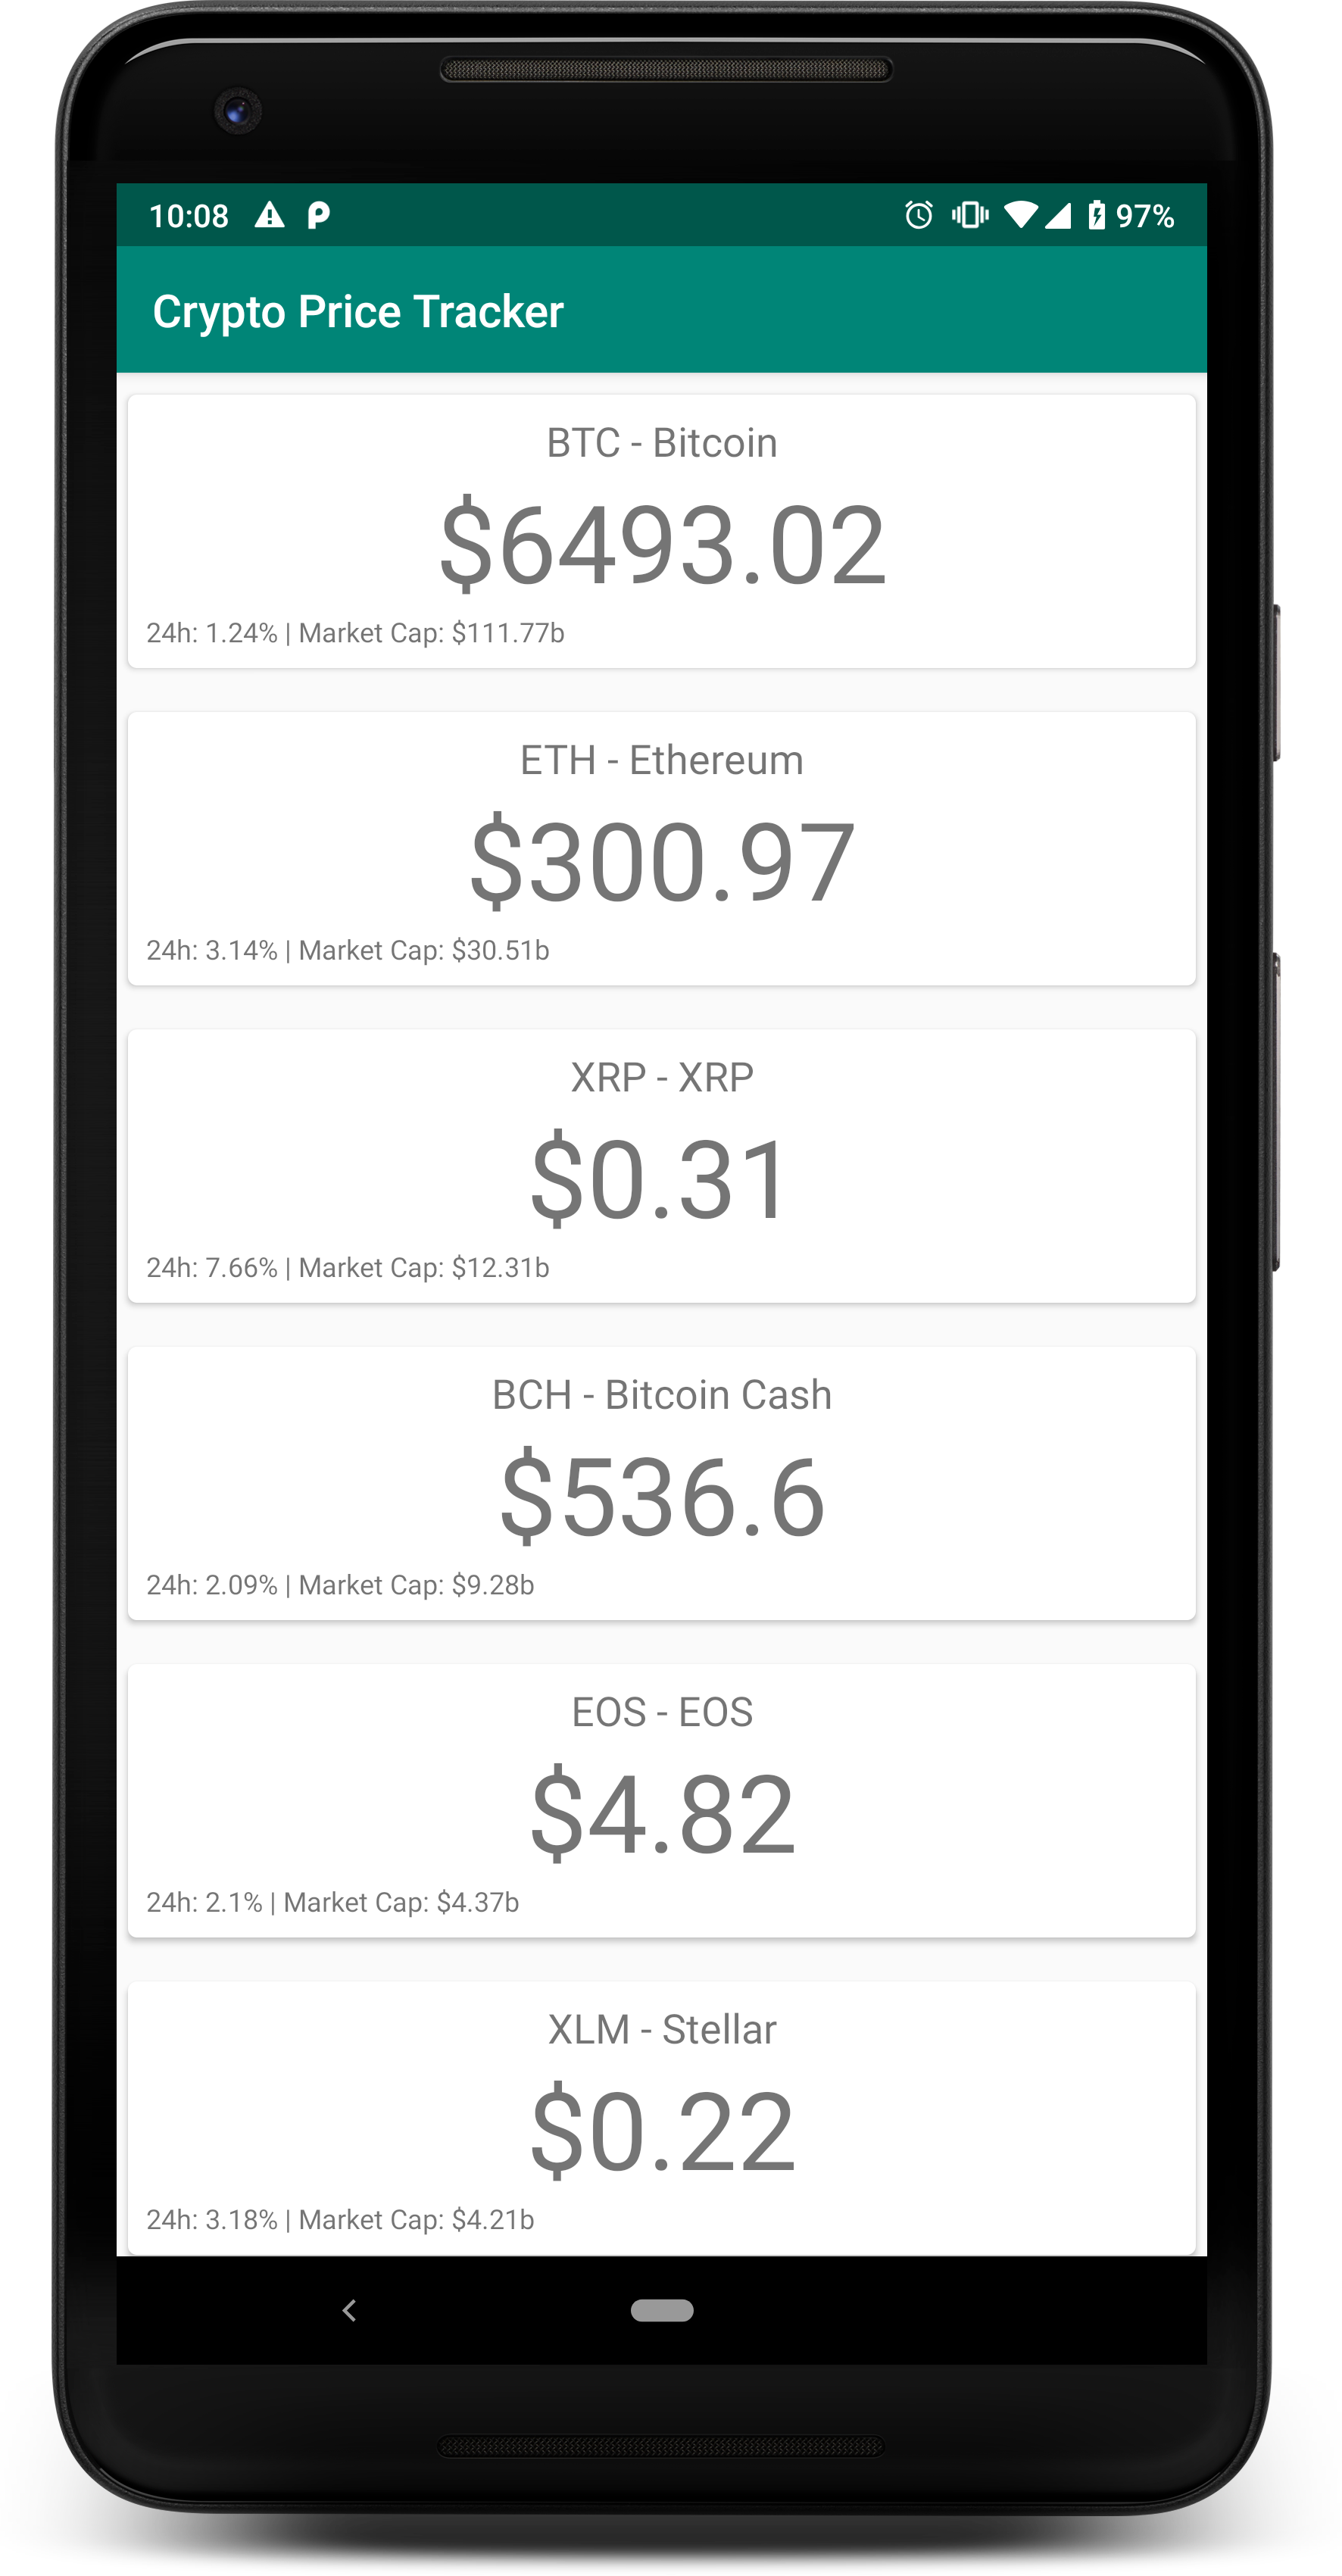 10:08 97%
Crypto Price Tracker
BTC - Bitcoin
$6493.02
24h: 1.24% | Market Cap: $111.77b
ETH - Ethereum
$300.97
24h: 3.14% | Market Cap: $30.51b
XRP - XRP
$0.31
24h: 7.66% | Market Cap: $12.31b
BCH - Bitcoin Cash
$536.6
24h: 2.09% | Market Cap: $9.28b
EOS - EOS
$4.82
24h: 2.1% | Market Cap: $4.37b
XLM - Stellar
$0.22
24h: 3.18% | Market Cap: $4.21b